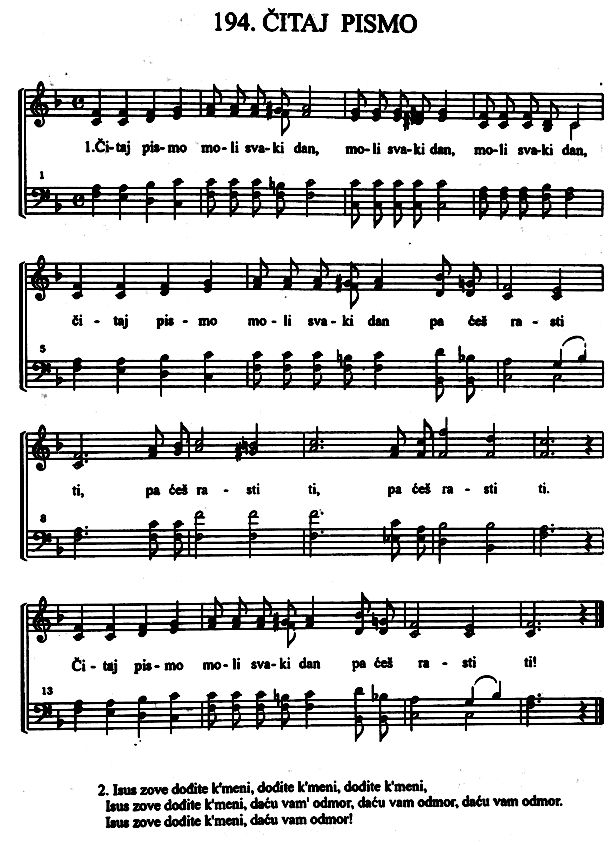 194. ČITAJ PISMO
1.Či-taj pis-mo mo-li sva-ki dan, mo-li sva-ki dan, mo-li sva-ki dan,
1
či - taj pis - mo mo - li sva - ki dan pa ćeš ra - sti
5
ti, pa ćeš ra - sti ti, pa ćeš ra - sti ti.
8
Či - taj pis - mo mo - li sva - ki dan pa ćeš ra - sti ti!
13
2. Isus zove dođite k'meni, dođite k'meni, dođite k'meni,
Isus zove dođite k'meni, daću vam' odmor, daću vam odmor, daću vam odmor.
Isus zove dođite k'meni, daću vam odmor!